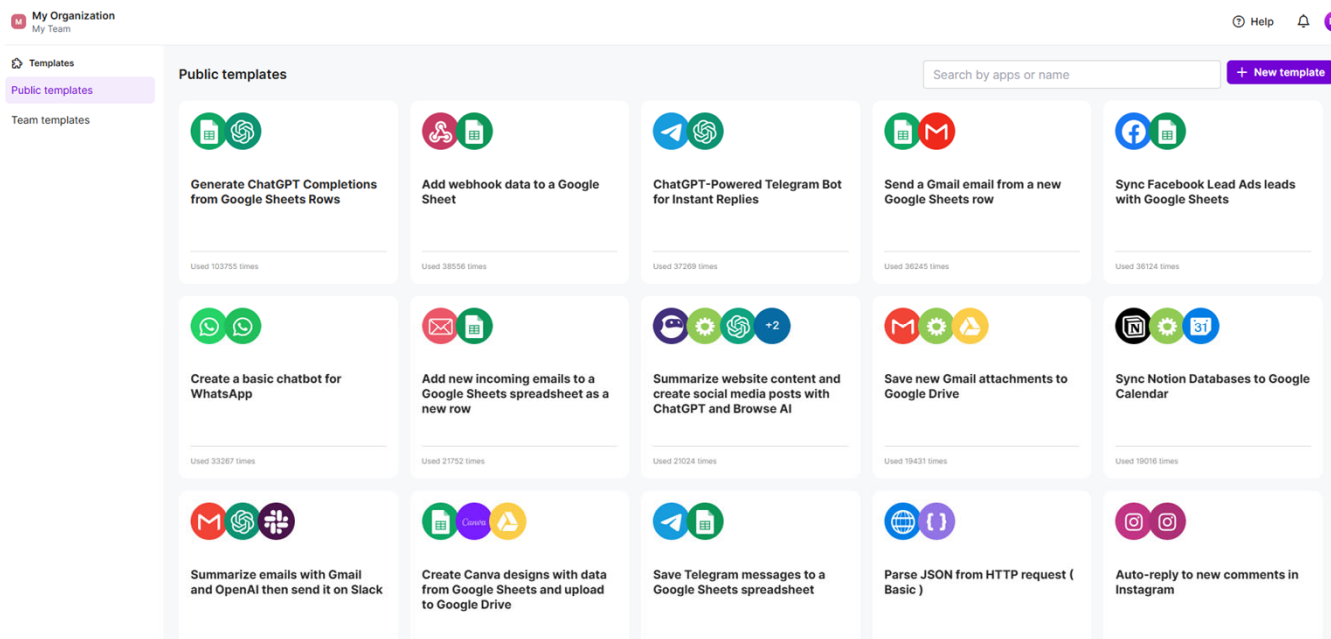 M
My Organization
My Team
Help
Templates
Public templates
Team templates
Public templates
Search by apps or name
+ New template
Generate ChatGPT Completions
from Google Sheets Rows
Used 103755 times
Add webhook data to a Google
Sheet
Used 38556 times
ChatGPT-Powered Telegram Bot
for Instant Replies
Used 37269 times
Send a Gmail email from a new
Google Sheets row
Used 36245 times
Sync Facebook Lead Ads leads
with Google Sheets
Used 36124 times
Create a basic chatbot for
WhatsApp
Used 33267 times
Add new incoming emails to a
Google Sheets spreadsheet as a
new row
Used 21752 times
+2
Summarize website content and
create social media posts with
ChatGPT and Browse AI
Used 21024 times
Save new Gmail attachments to
Google Drive
Used 19431 times
31
Sync Notion Databases to Google
Calendar
Used 19016 times
Summarize emails with Gmail
and OpenAI then send it on Slack
Canva
Create Canva designs with data
from Google Sheets and upload
to Google Drive
Save Telegram messages to a
Google Sheets spreadsheet
{ }
Parse JSON from HTTP request (
Basic )
Auto-reply to new comments in
Instagram